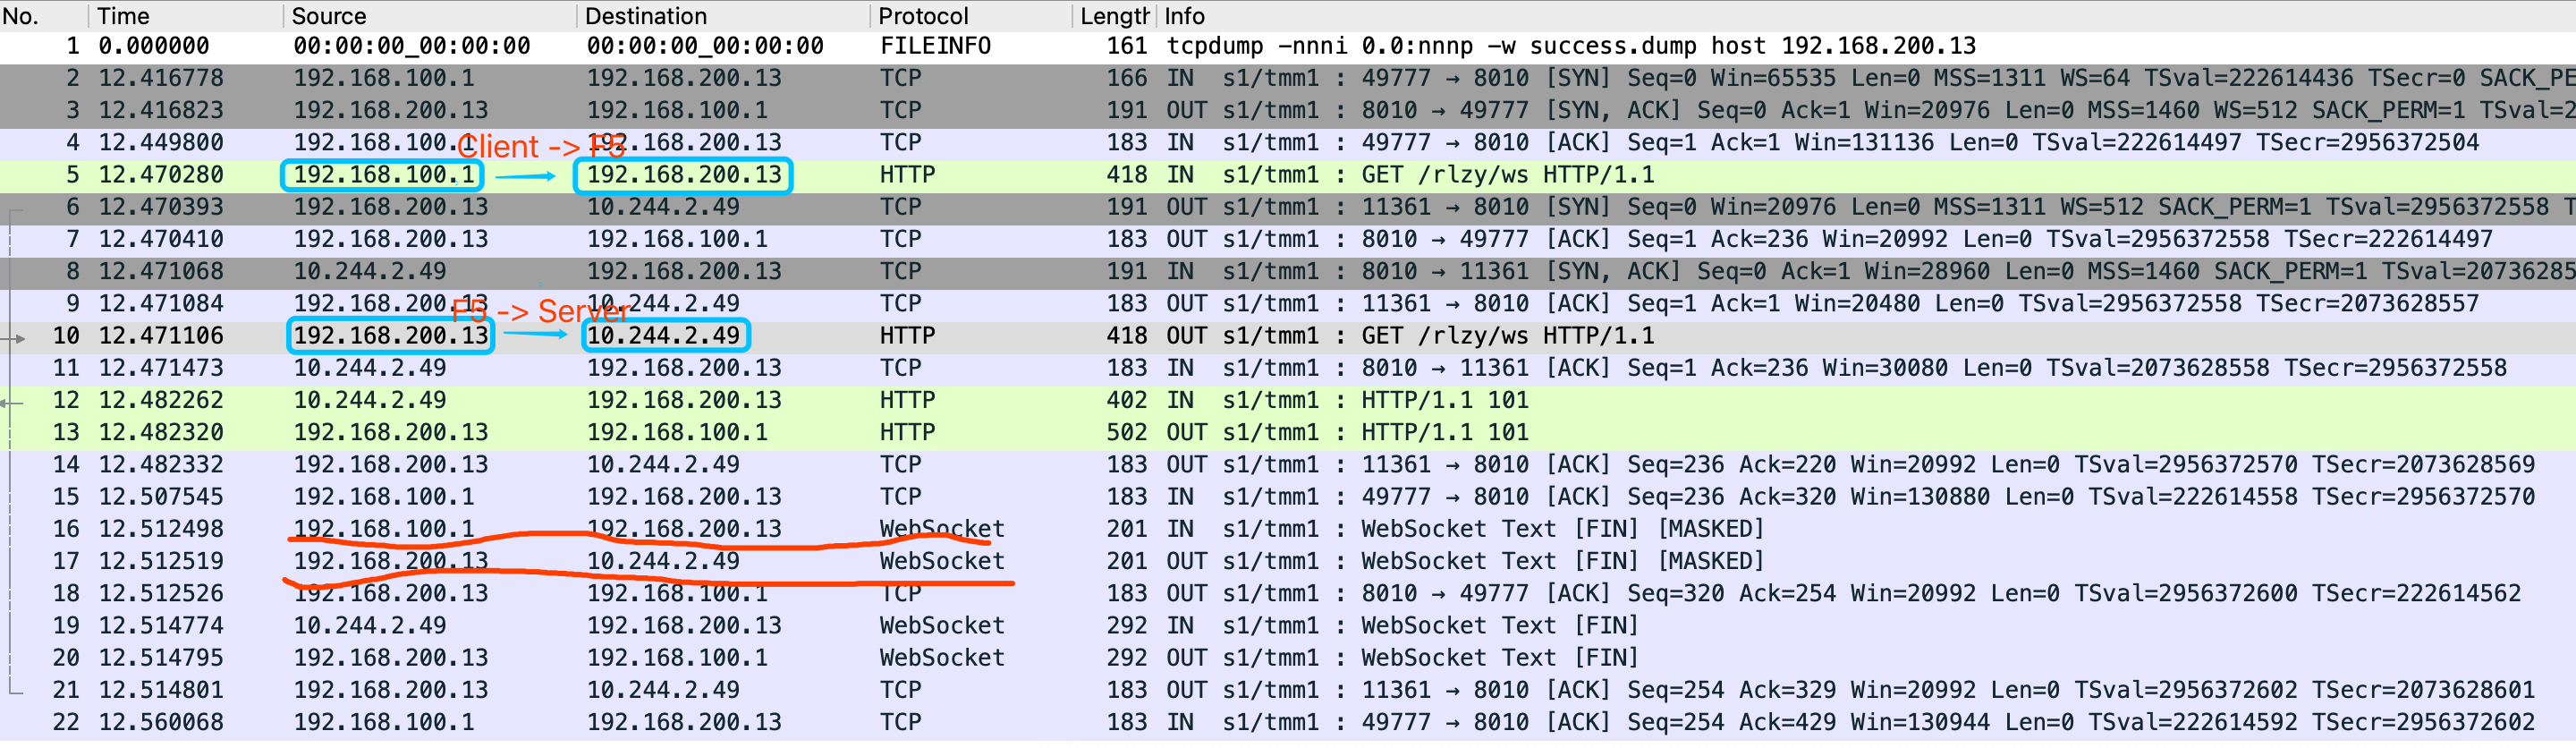 No. Time Source Destination Protocol Length Info
1 0.000000 00:00:00_00:00:00 00:00:00_00:00:00 FILEINFO 161 tcpdump -nnni 0.0:nnnp -w success.dump host 192.168.200.13
2 12.416778 192.168.100.1 192.168.200.13 TCP 166 IN s1/tmm1 : 49777 → 8010 [SYN] Seq=0 Win=65535 Len=0 MSS=1311 WS=64 TSval=222614436 TSecr=0 SACK_PE
3 12.416823 192.168.200.13 192.168.100.1 TCP 191 OUT s1/tmm1 : 8010 → 49777 [SYN, ACK] Seq=0 Ack=1 Win=20976 Len=0 MSS=1460 WS=512 SACK_PERM=1 TSval=2
4 12.449800 192.168.100.1 192.168.200.13 TCP 183 IN s1/tmm1 : 49777 → 8010 [ACK] Seq=1 Ack=1 Win=131136 Len=0 TSval=222614497 TSecr=2956372504
Client -> F5
5 12.470280 192.168.100.1 192.168.200.13 HTTP 418 IN s1/tmm1 : GET /rlzy/ws HTTP/1.1
6 12.470393 192.168.200.13 10.244.2.49 TCP 191 OUT s1/tmm1 : 11361 → 8010 [SYN] Seq=0 Win=20976 Len=0 MSS=1311 WS=512 SACK_PERM=1 TSval=2956372558 T
7 12.470410 192.168.200.13 192.168.100.1 TCP 183 OUT s1/tmm1 : 8010 → 49777 [ACK] Seq=1 Ack=236 Win=20992 Len=0 TSval=2956372558 TSecr=222614497
8 12.471068 10.244.2.49 192.168.200.13 TCP 191 IN s1/tmm1 : 8010 → 11361 [SYN, ACK] Seq=0 Ack=1 Win=28960 Len=0 MSS=1460 SACK_PERM=1 TSval=20736285
9 12.471084 192.168.200.13 10.244.2.49 TCP 183 OUT s1/tmm1 : 11361 → 8010 [ACK] Seq=1 Ack=1 Win=20480 Len=0 TSval=2956372558 TSecr=2073628557
F5 -> Server
10 12.471106 192.168.200.13 10.244.2.49 HTTP 418 OUT s1/tmm1 : GET /rlzy/ws HTTP/1.1
11 12.471473 10.244.2.49 192.168.200.13 TCP 183 IN s1/tmm1 : 8010 → 11361 [ACK] Seq=1 Ack=236 Win=30080 Len=0 TSval=2073628558 TSecr=2956372558
12 12.482262 10.244.2.49 192.168.200.13 HTTP 402 IN s1/tmm1 : HTTP/1.1 101
13 12.482320 192.168.200.13 192.168.100.1 HTTP 502 OUT s1/tmm1 : HTTP/1.1 101
14 12.482332 192.168.200.13 10.244.2.49 TCP 183 OUT s1/tmm1 : 11361 → 8010 [ACK] Seq=236 Ack=220 Win=20992 Len=0 TSval=2956372570 TSecr=2073628569
15 12.507545 192.168.100.1 192.168.200.13 TCP 183 IN s1/tmm1 : 49777 → 8010 [ACK] Seq=236 Ack=320 Win=130880 Len=0 TSval=222614558 TSecr=2956372570
16 12.512498 192.168.100.1 192.168.200.13 WebSocket 201 IN s1/tmm1 : WebSocket Text [FIN] [MASKED]
17 12.512519 192.168.200.13 10.244.2.49 WebSocket 201 OUT s1/tmm1 : WebSocket Text [FIN] [MASKED]
18 12.512526 192.168.200.13 192.168.100.1 TCP 183 OUT s1/tmm1 : 8010 → 49777 [ACK] Seq=320 Ack=254 Win=20992 Len=0 TSval=2956372600 TSecr=222614562
19 12.514774 10.244.2.49 192.168.200.13 WebSocket 292 IN s1/tmm1 : WebSocket Text [FIN]
20 12.514795 192.168.200.13 192.168.100.1 WebSocket 292 OUT s1/tmm1 : WebSocket Text [FIN]
21 12.514801 192.168.200.13 10.244.2.49 TCP 183 OUT s1/tmm1 : 11361 → 8010 [ACK] Seq=254 Ack=329 Win=20992 Len=0 TSval=2956372602 TSecr=2073628601
22 12.560068 192.168.100.1 192.168.200.13 TCP 183 IN s1/tmm1 : 49777 → 8010 [ACK] Seq=254 Ack=429 Win=130944 Len=0 TSval=222614592 TSecr=2956372602